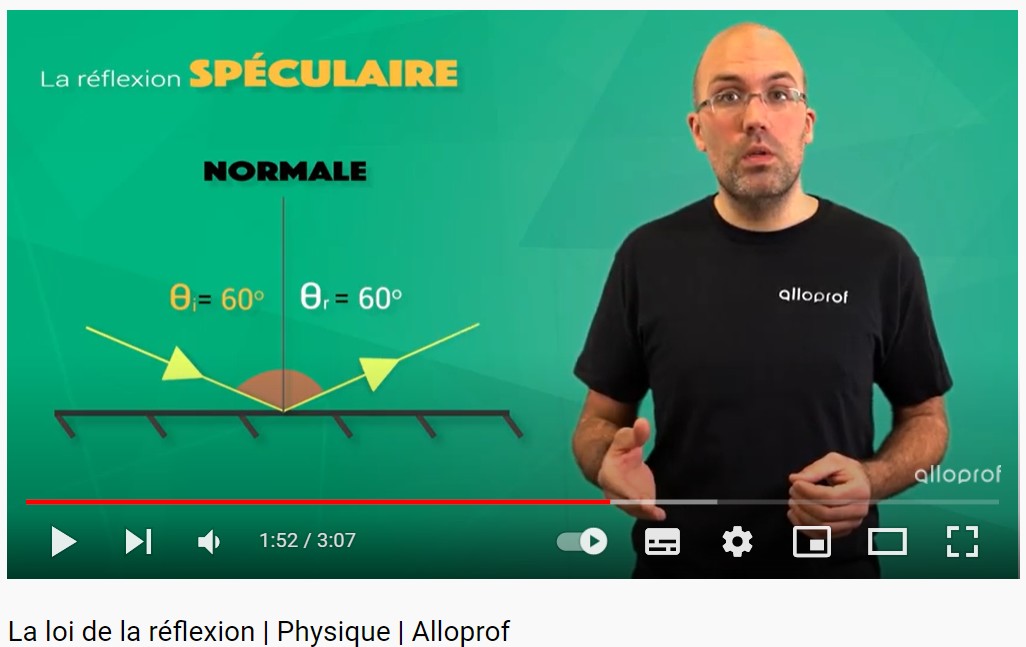 La réflexion SPÉCULAIRE
NORMALE
θi= 60° θr = 60°
alloprof
alloprof
1:52 / 3:07
La loi de la réflexion | Physique | Alloprof